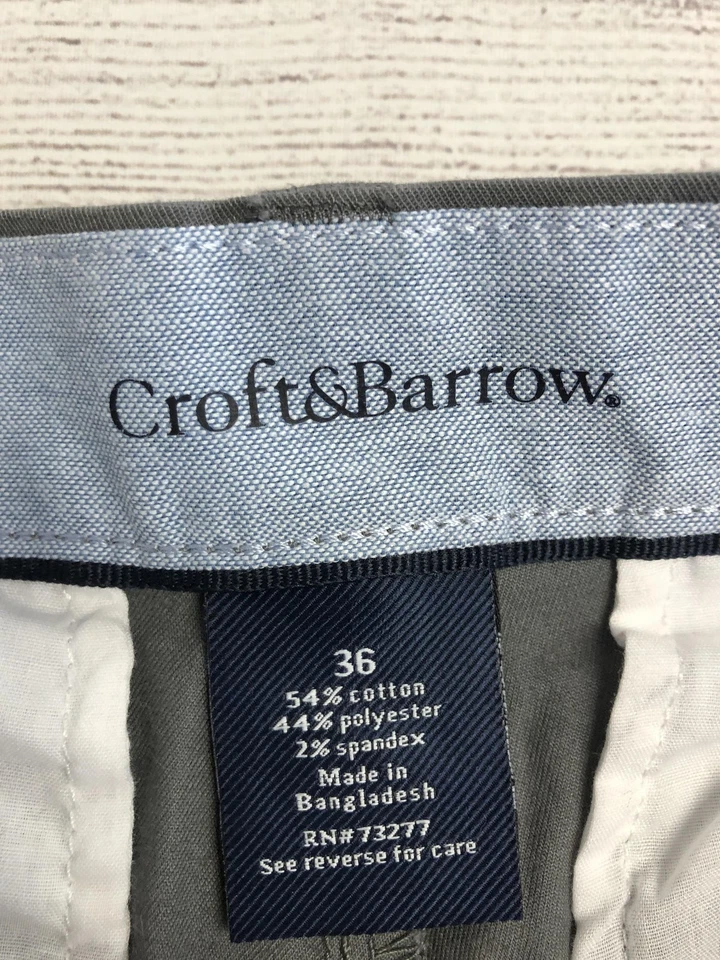 Croft&Barrow®
36
54% cotton
44% polyester
2% spandex
Made in
Bangladesh
RN#73277
See reverse for care